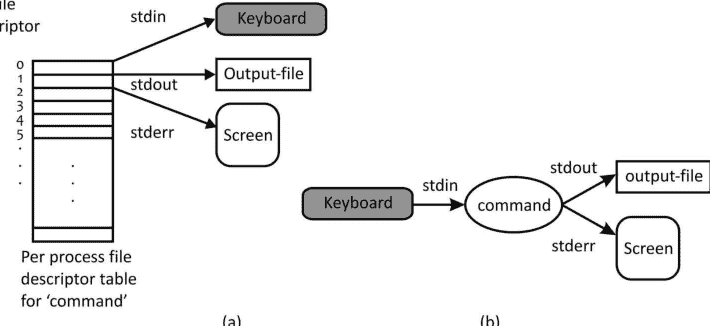 ile
riptor
stdin
Keyboard
0
1
2
3
4
5
Output-file
stdout
Screen
stderr
Per process file
descriptor table
for ‘command’
Keyboard
stdin
command
stdout
output-file
stderr
Screen
(a)
(b)